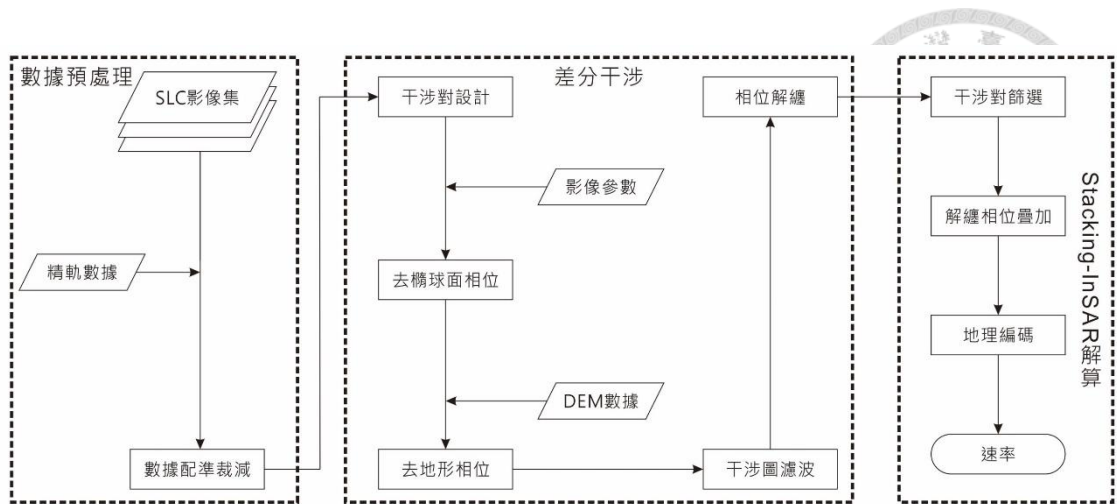 數據預處理
SLC影像集
精軌數據
數據配準裁減
差分干涉
干涉對設計
影像參數
去橢球面相位
DEM數據
去地形相位
干涉圖濾波
相位解纏
Stacking-InSAR解算
干涉對篩選
解纏相位疊加
地理編碼
速率